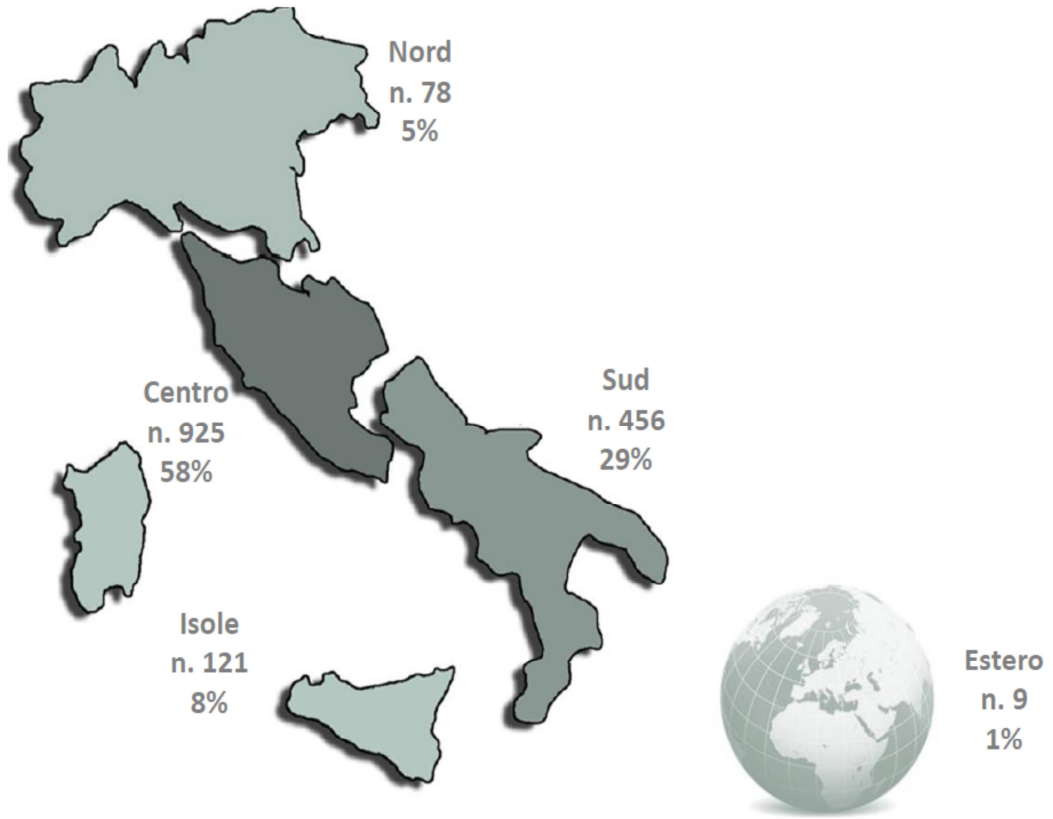 Nord
n. 78
5%
Centro
n. 925
58%
Sud
n. 456
29%
Isole
n. 121
8%
Estero
n. 9
1%